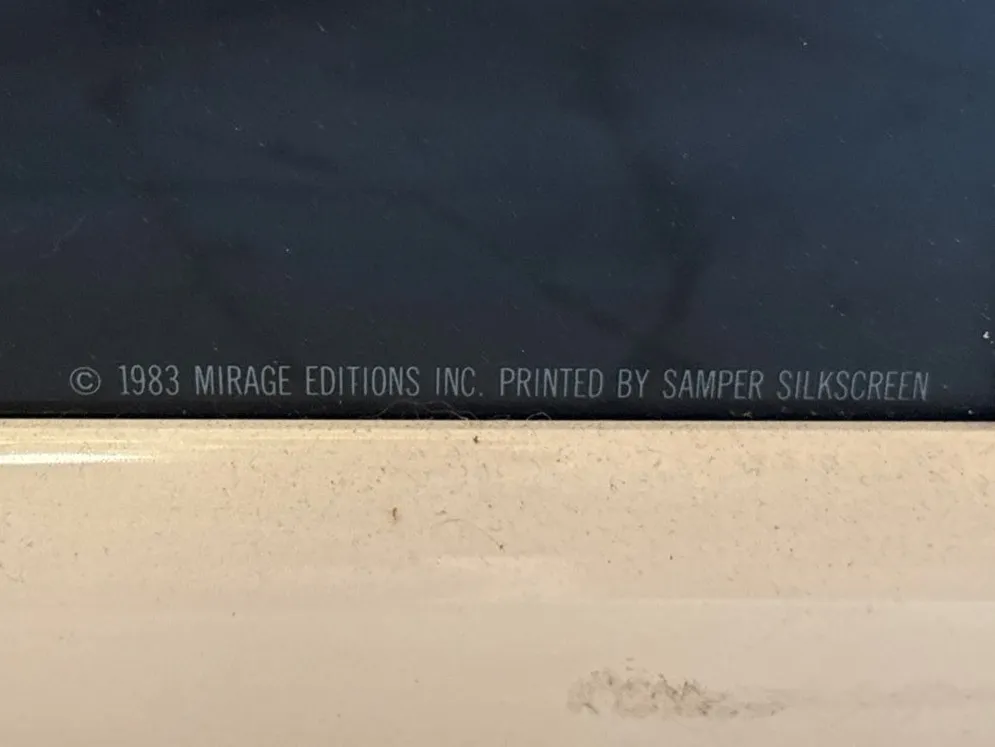 © 1983 MIRAGE EDITIONS INC. PRINTED BY SAMPER SILKSCREEN